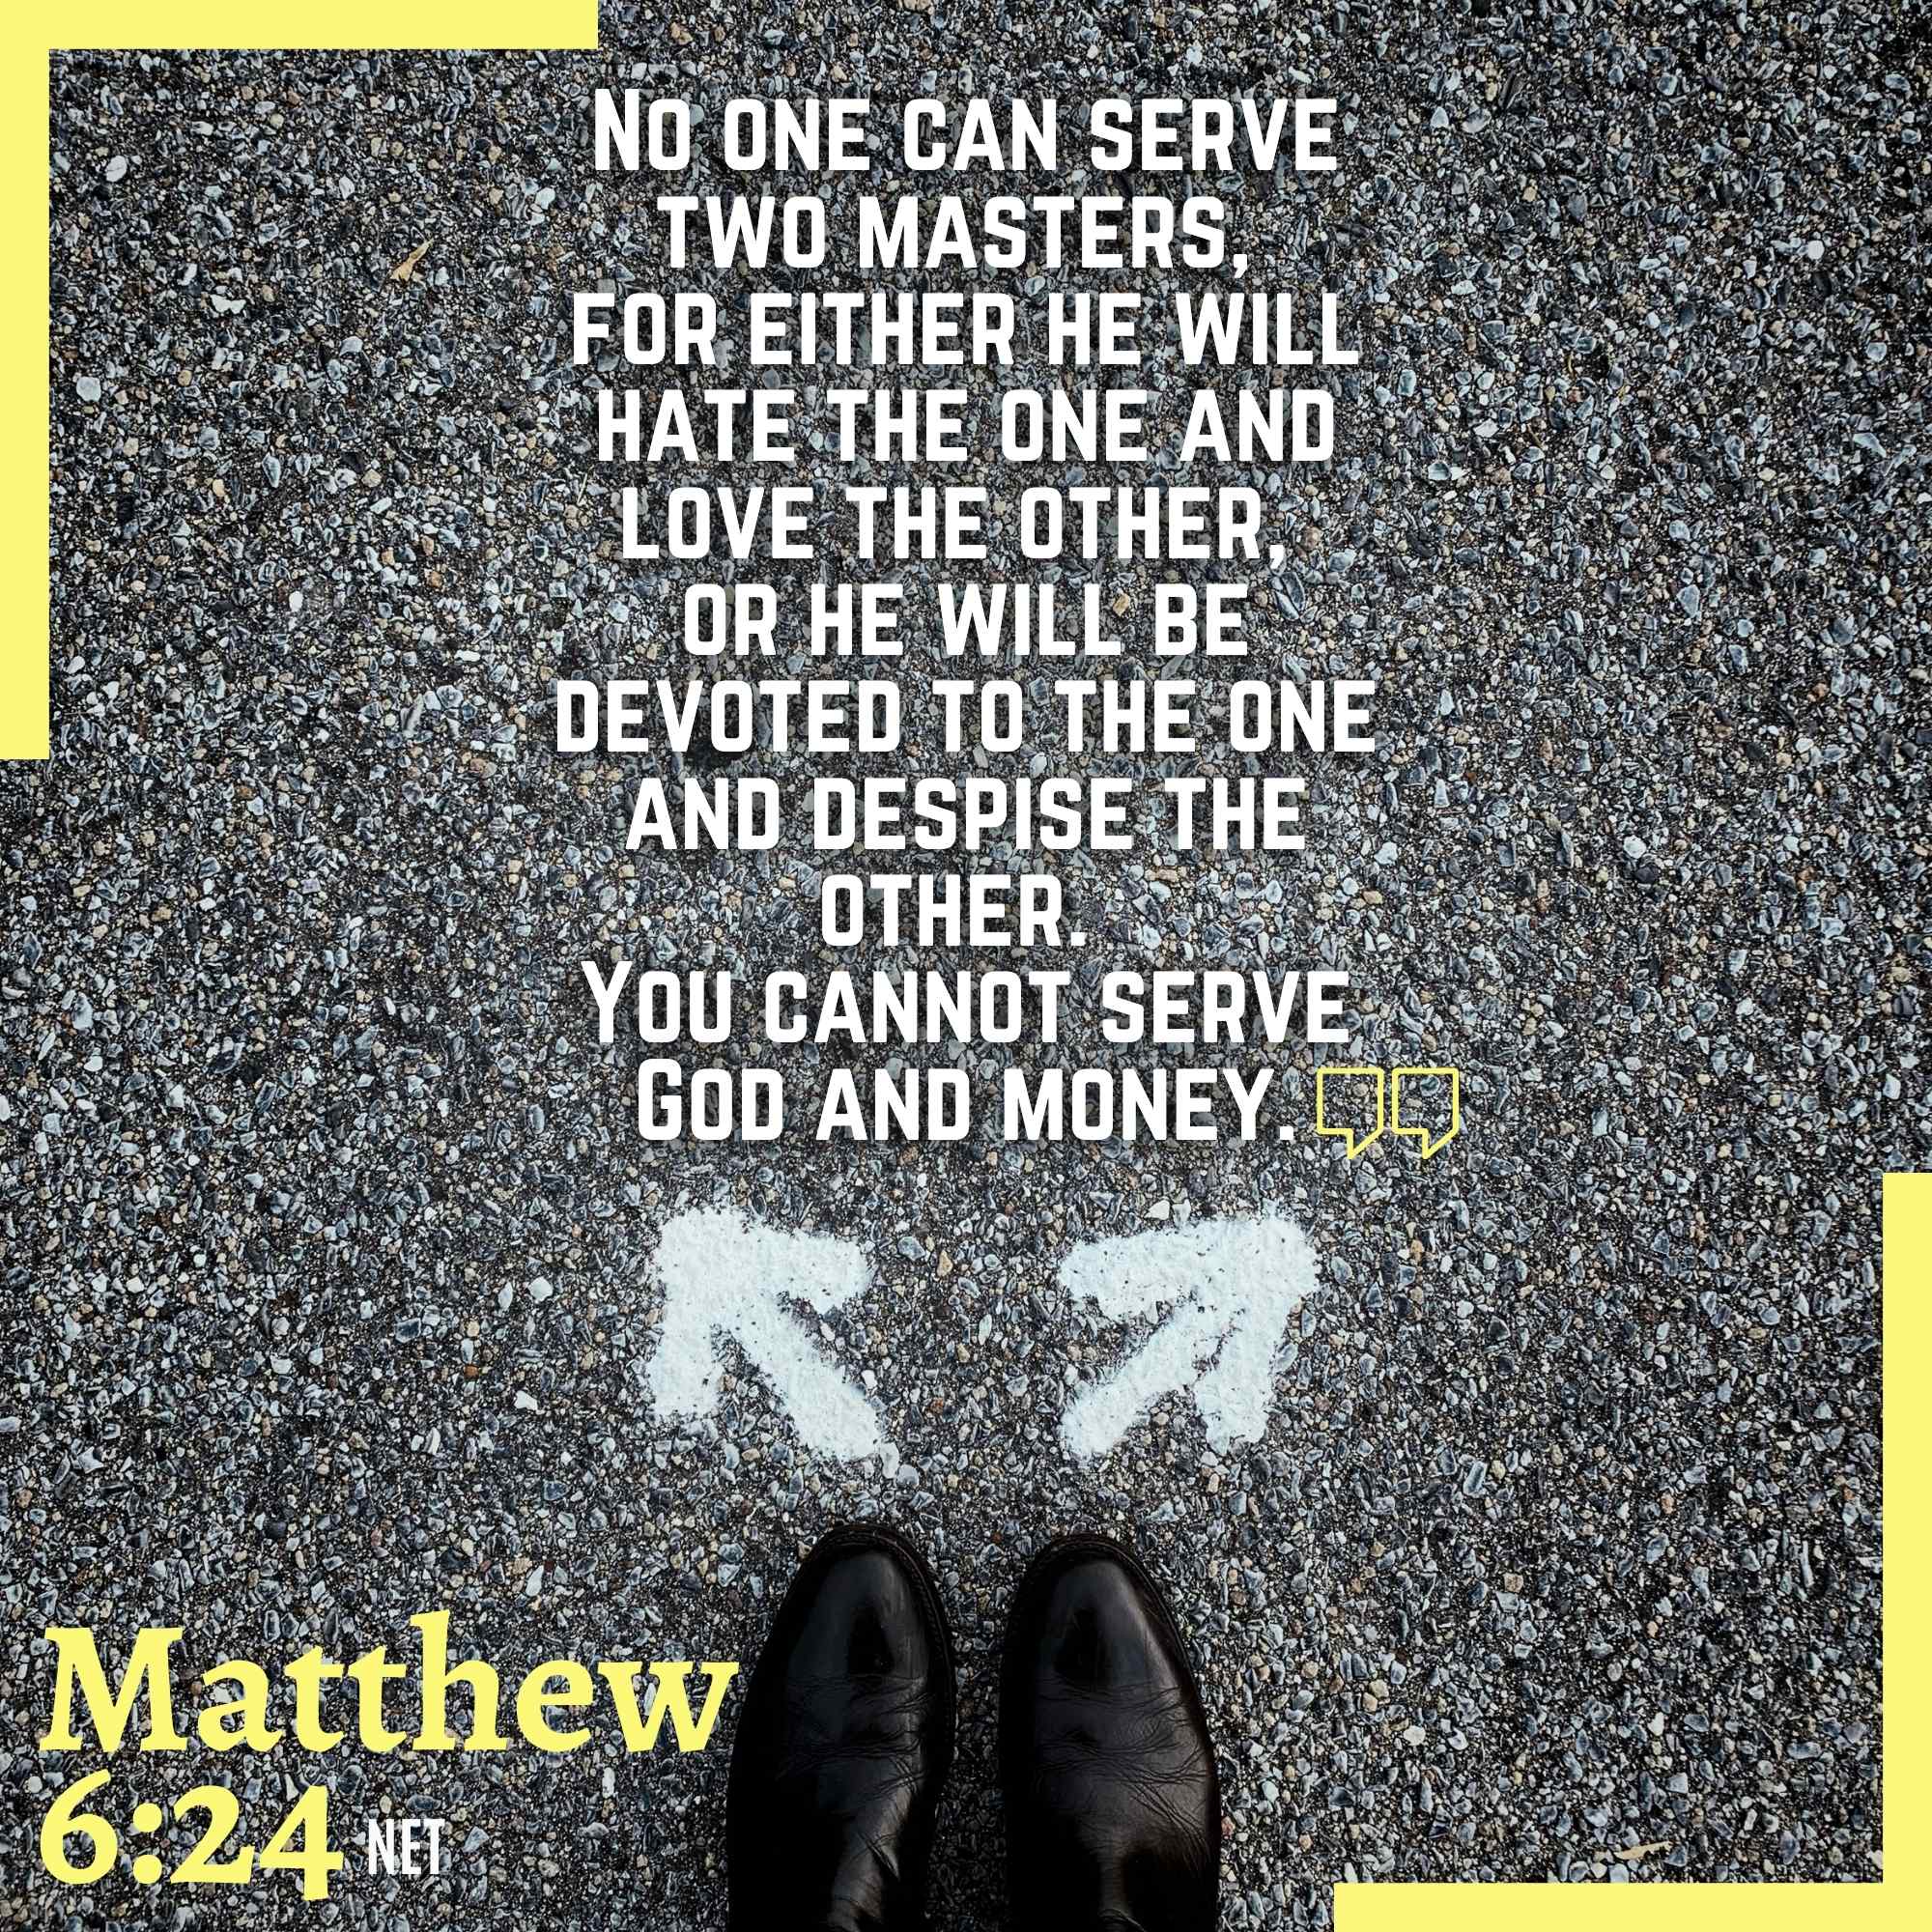 No one can serve
two masters,
for either he will
hate the one and
love the other,
or he will be
devoted to the one
and despise the
other.
You cannot serve
God and money.
Matthew
6:24 NET